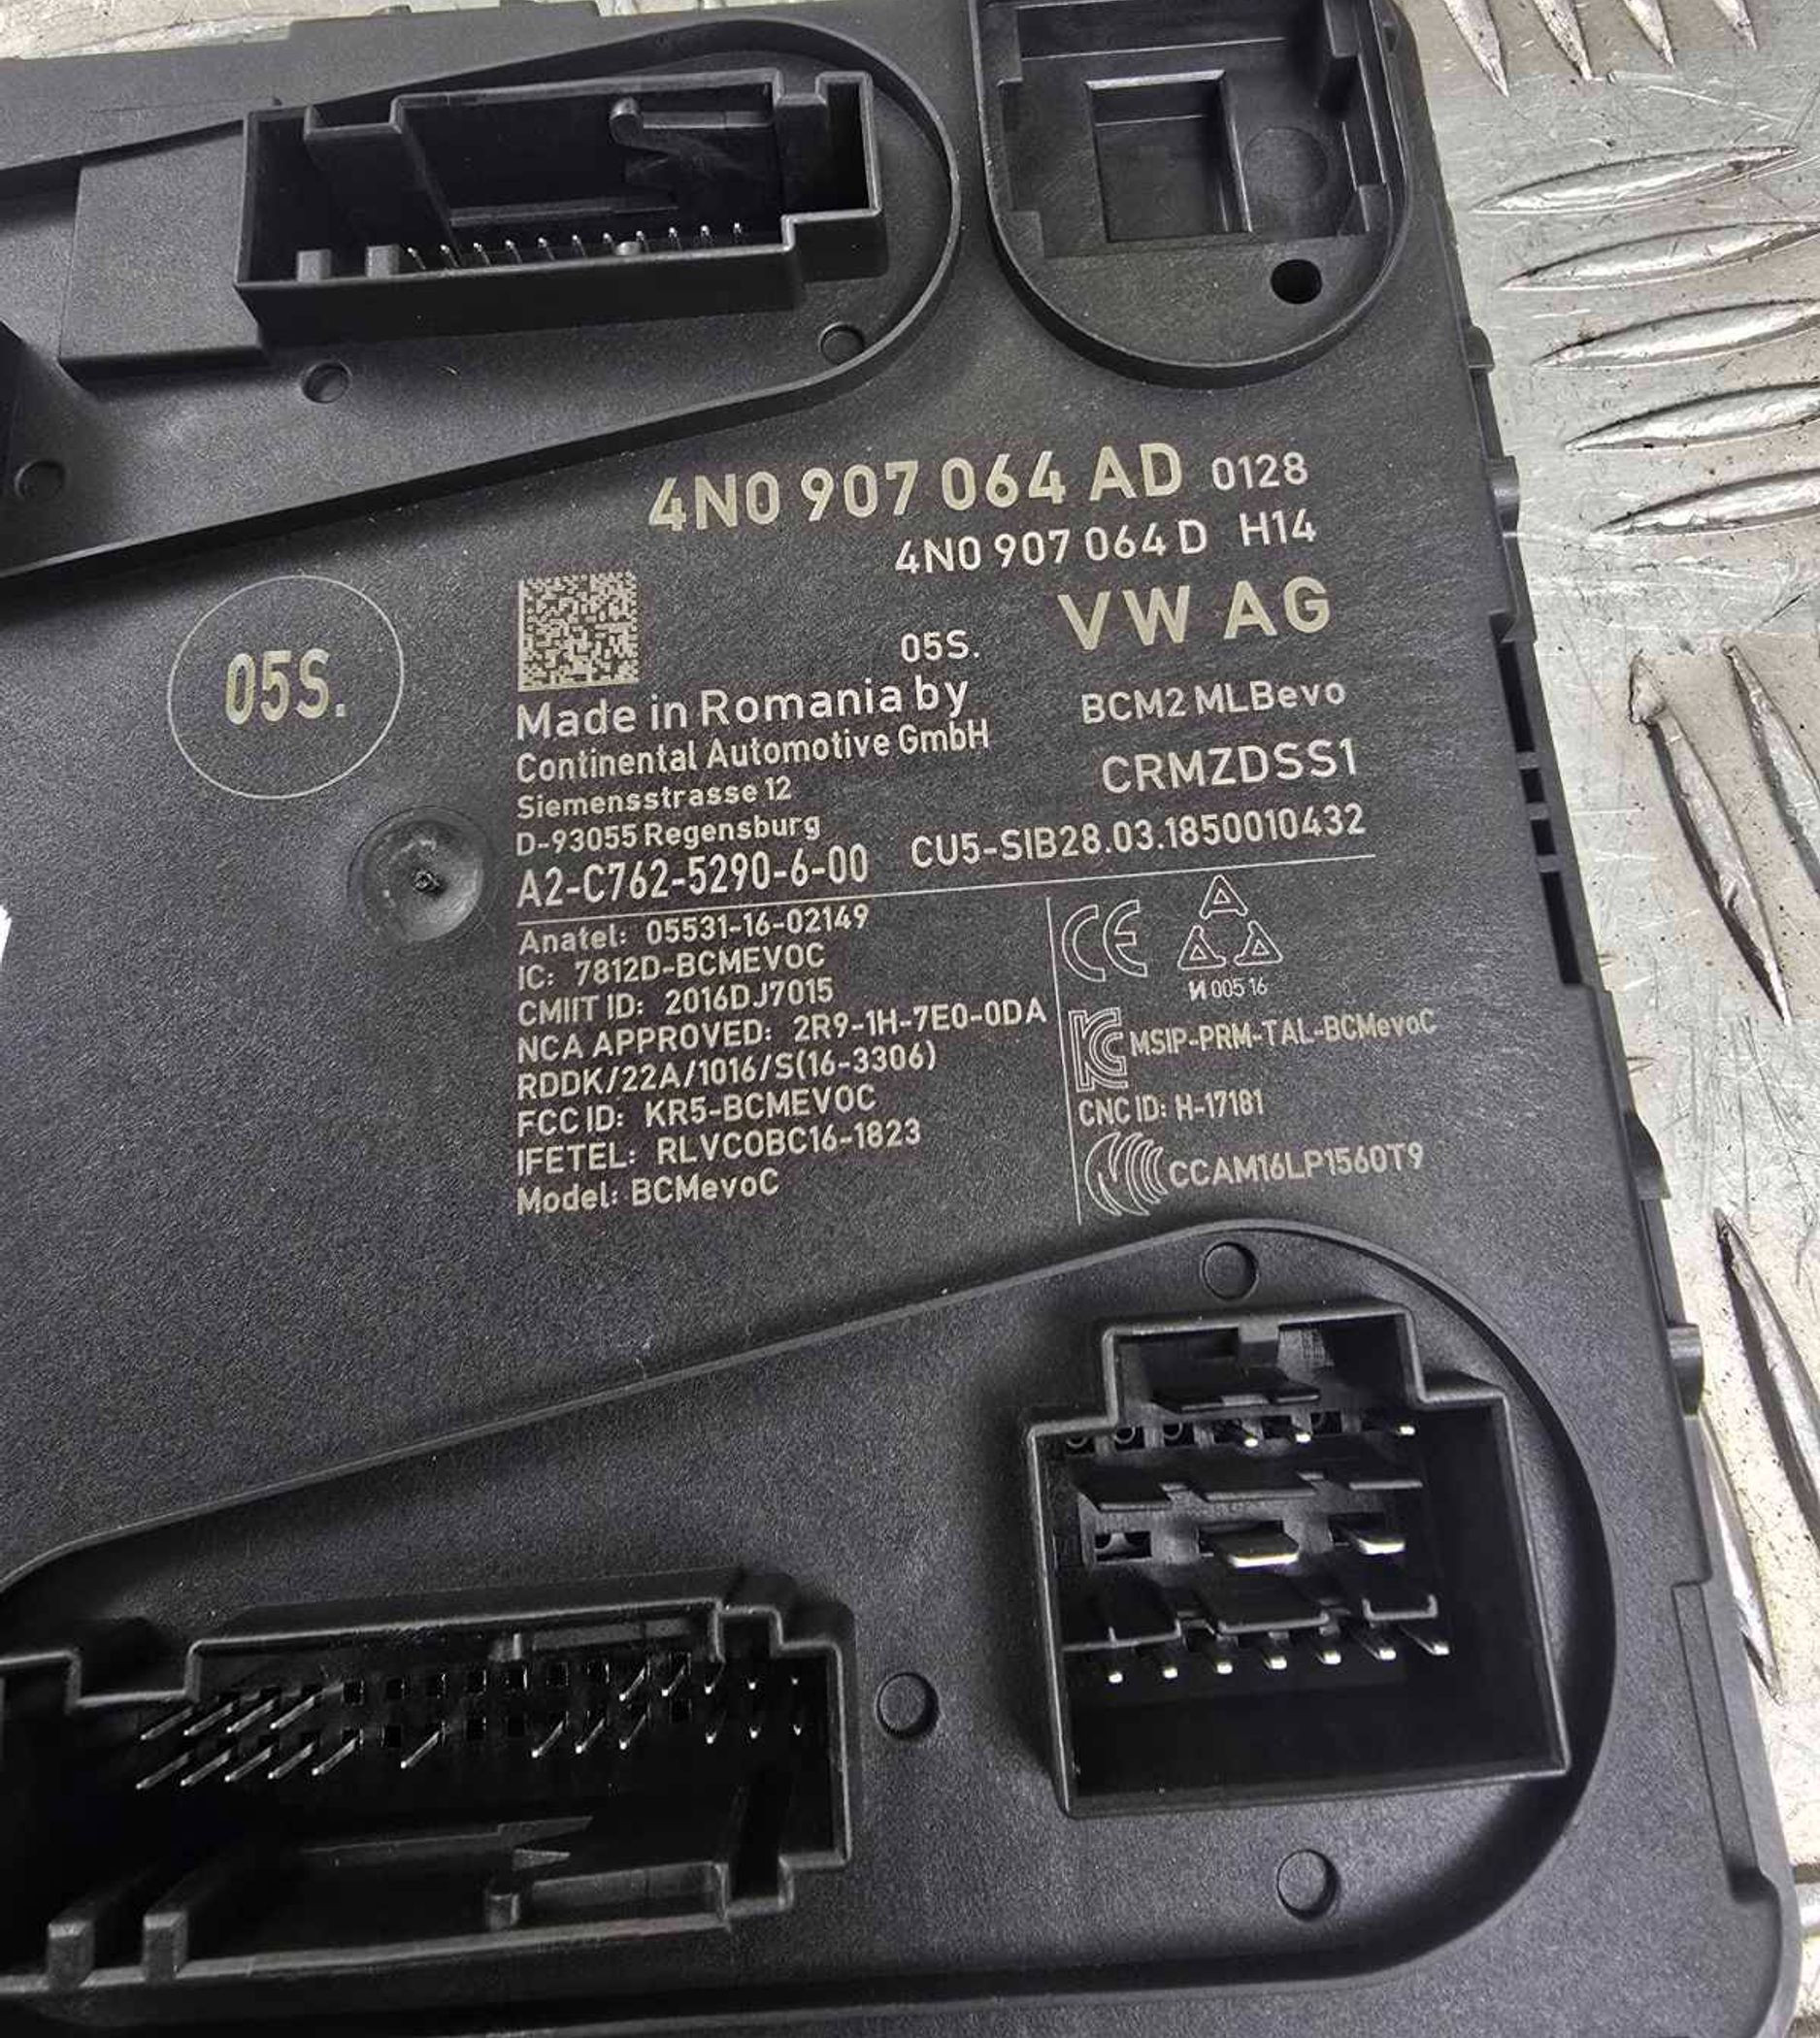 4N0 907 064 AD 0128
4N0 907 064 D H14
VW AG
05S.
05S.
Made in Romania by
Continental Automotive GmbH
Siemensstrasse 12
D-93055 Regensburg
A2-C762-5290-6-00
BCM2 MLBevo
CRMZDSS1
CU5-SIB28.03.1850010432
Anatel: 05531-16-02149
IC: 7812D-BCMEVOC
CMIIT ID: 2016DJ7015
NCA APPROVED: 2R9-1H-7E0-0DA
RDDK/22A/1016/S(16-3306)
FCC ID: KR5-BCMEVOC
IFETEL: RLVCOBC16-1823
Model: BCMevoC
CE
И 005 16
MSIP-PRM-TAL-BCMevoC
CNC ID: H-17181
CCAM16LP1560T9